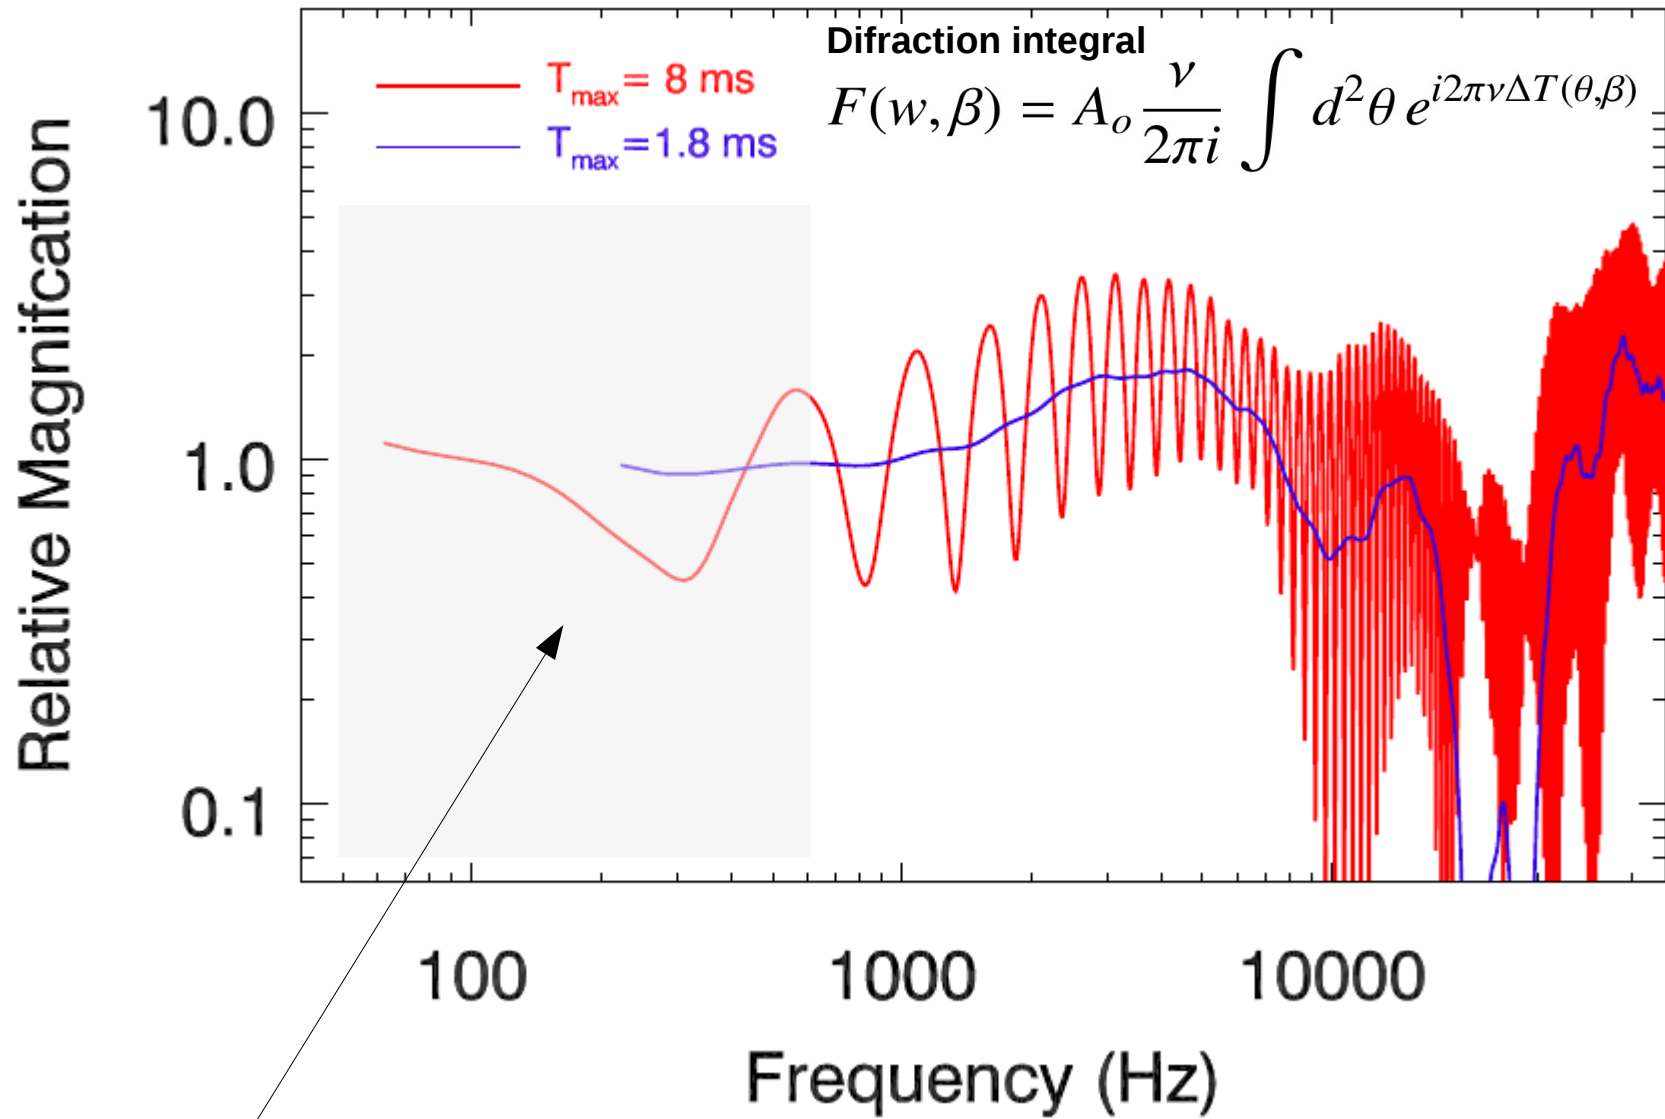 Difraction integral
F(w, β) = A_o ν/2πi ∫ d²θ e^{i2πνΔT(θ,β)}
T_max = 8 ms
T_max =1.8 ms
Relative Magnifcation
10.0
1.0
0.1
100 1000 10000
Frequency (Hz)